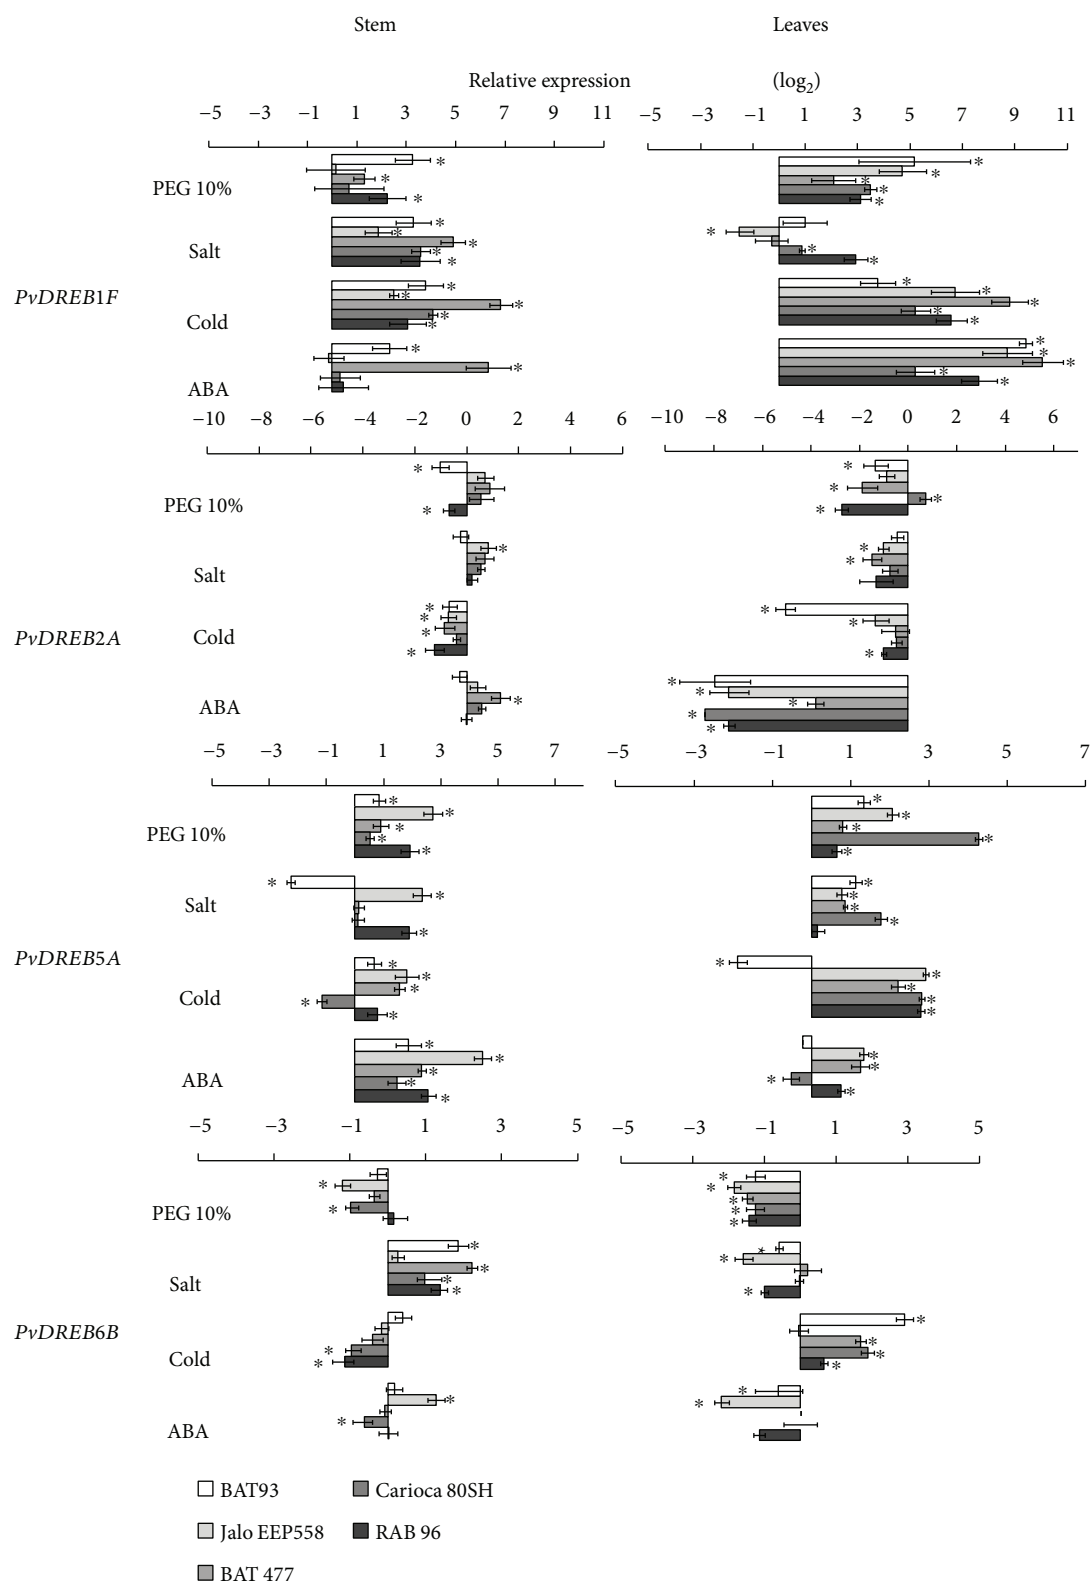 Stem Leaves
Relative expression (log2)
−5 −3 −1 1 3 5 7 9 11 −5 −3 −1 1 3 5 7 9 11
PvDREB1F
PEG 10% * * * * * * * *
Salt * * * * * * * *
Cold * * * * * * * * * *
ABA * * * * * * *
−10 −8 −6 −4 −2 0 2 4 6 −10 −8 −6 −4 −2 0 2 4 6
PvDREB2A
PEG 10% * * * * * *
Salt * * *
Cold * * * * * * *
ABA * * * * * *
−5 −3 −1 1 3 5 7 −5 −3 −1 1 3 5 7
PvDREB5A
PEG 10% * * * * * * * * * *
Salt * * * * * * *
Cold * * * * * * * * * *
ABA * * * * * * * * *
−5 −3 −1 1 3 5 −5 −3 −1 1 3 5
PvDREB6B
PEG 10% * * * * * * *
Salt * * * * * * *
Cold * * * * * *
ABA * * * *
BAT93 Carioca 80SH
Jalo EEP558 RAB 96
BAT 477